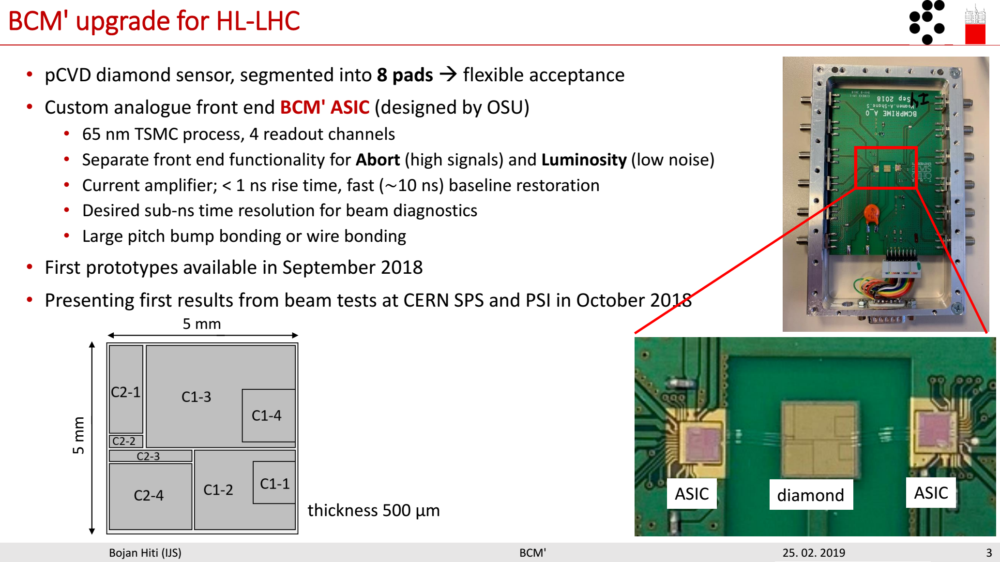 BCM' upgrade for HL-LHC
• pCVD diamond sensor, segmented into 8 pads → flexible acceptance
• Custom analogue front end BCM' ASIC (designed by OSU)
• 65 nm TSMC process, 4 readout channels
• Separate front end functionality for Abort (high signals) and Luminosity (low noise)
• Current amplifier; < 1 ns rise time, fast (~10 ns) baseline restoration
• Desired sub-ns time resolution for beam diagnostics
• Large pitch bump bonding or wire bonding
• First prototypes available in September 2018
• Presenting first results from beam tests at CERN SPS and PSI in October 2018
5 mm
5 mm
C2-1
C1-3
C1-4
C2-2
C2-3
C2-4
C1-2
C1-1
thickness 500 µm
BCMPRIME A_0
Moamen.A-Shane.S
Sep 2018
OHIO
STATE
UNIVERSITY
ASIC
diamond
ASIC
Bojan Hiti (IJS)
BCM'
25. 02. 2019
3